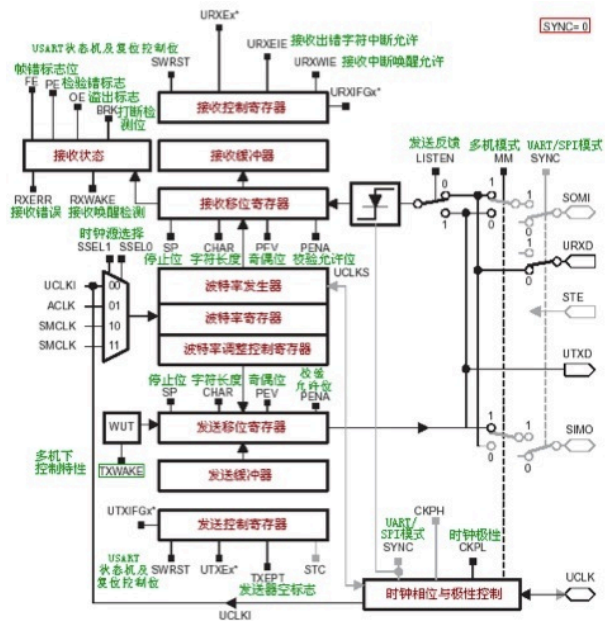 SYNC= 0
URXEx*
USART状态机及复位控制位
SWRST
URXEIE
接收出错字符中断允许
URXWIE
接收中断唤醒允许
帧错标志位
FE
PE
检验错标志
OE
溢出标志
BRK
打断检
测位
接收控制寄存器
URXIFGx*
接收状态
接收缓冲器
RXERR
接收错误
RXWAKE
接收唤醒检测
接收移位寄存器
发送反馈
LISTEN
多机模式
MM
UART/SPI模式
SYNC
0
1
1
0
1
0
SOMI
1
0
URXD
STE
UTXD
SP
停止位
CHAR
字符长度
PEV
奇偶位
PENA
校验允许位
UCLKS
时钟源选择
SSEL1
SSEL0
UCLKI
00
ACLK
01
SMCLK
10
SMCLK
11
波特率发生器
波特率寄存器
波特率调整控制寄存器
停止位
SP
字符长度
CHAR
奇偶位
PEV
校验
允许位
PENA
WUT
发送移位寄存器
多机下
控制特性
TXWAKE
发送缓冲器
1
0
1
0
SIMO
UTXIFGx*
发送控制寄存器
USART
状态机及
复位控制位
SWRST
UTXEx*
TXEPT
发送器空标志
STC
UART/
SPI模式
SYNC
CKPH
时钟极性
CKPL
时钟相位与极性控制
UCLK
UCLKI